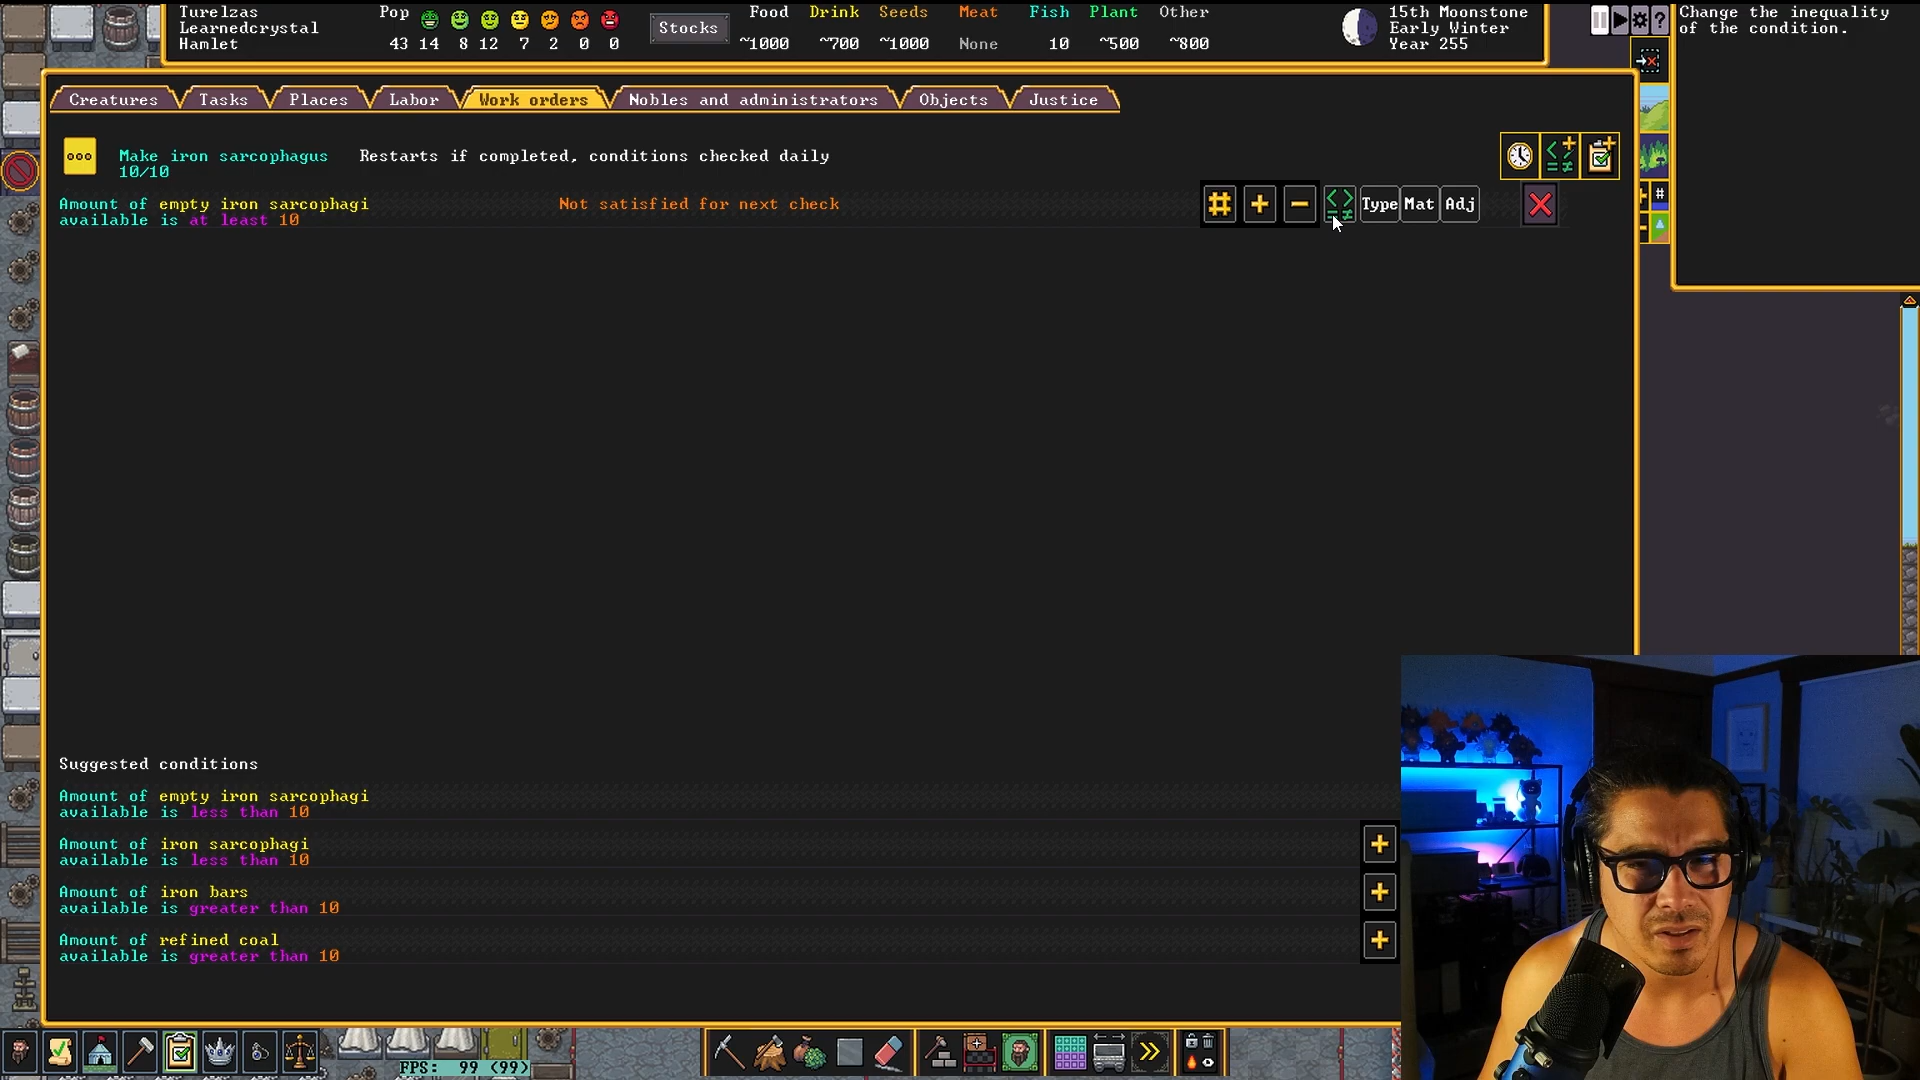 Turelzas
Learnedcrystal
Hamlet
Pop
43 14 8 12 7 2 0 0
Stocks
Food Drink Seeds Meat Fish Plant Other
~1000 ~700 ~1000 None 10 ~500 ~800
15th Moonstone
Early Winter
Year 255
?
Change the inequality
of the condition.
Creatures Tasks Places Labor Work orders Nobles and administrators Objects Justice
Make iron sarcophagus Restarts if completed, conditions checked daily
10/10
Amount of empty iron sarcophagi Not satisfied for next check
available is at least 10
Type Mat Adj
#
Suggested conditions
Amount of empty iron sarcophagi
available is less than 10
Amount of iron sarcophagi
available is less than 10
Amount of iron bars
available is greater than 10
Amount of refined coal
available is greater than 10
FPS: 99 (99)